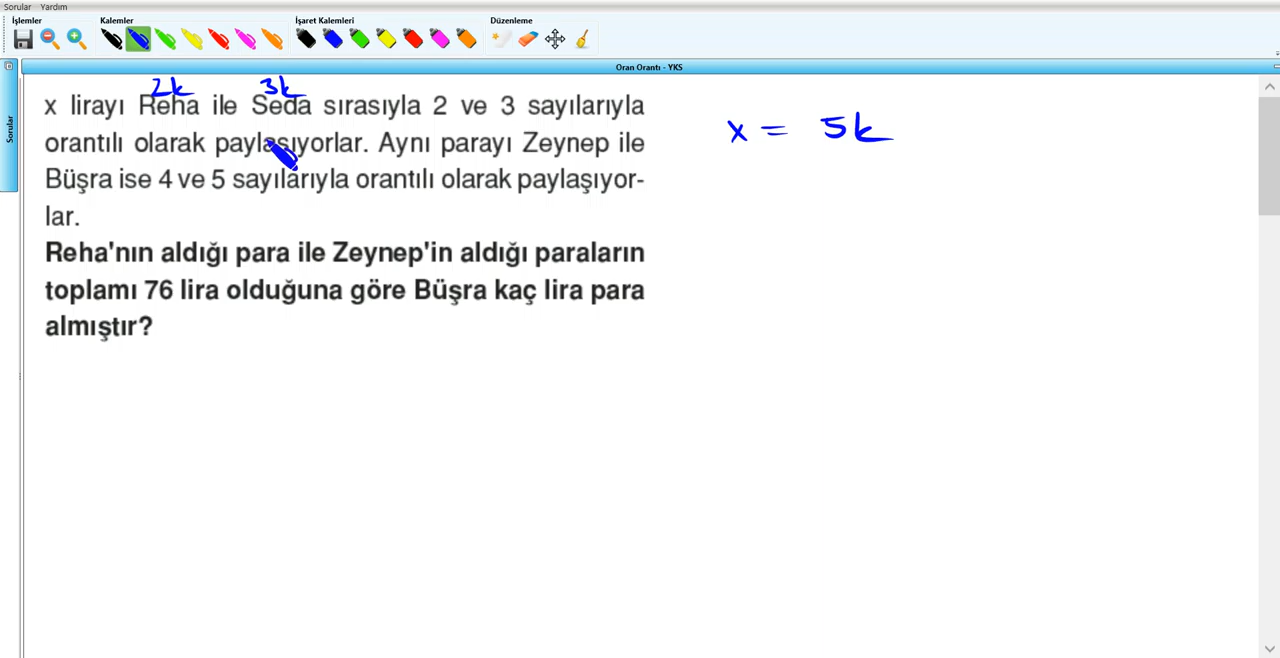 Sorular Yardım
İşlemler Kalemler İşaret Kalemleri Düzenleme
Oran Orantı - YKS
Sorular
2k 3k
x lirayı Reha ile Seda sırasıyla 2 ve 3 sayılarıyla
orantılı olarak paylaşıyorlar. Aynı parayı Zeynep ile
Büşra ise 4 ve 5 sayılarıyla orantılı olarak paylaşıyor-
lar.
Reha'nın aldığı para ile Zeynep'in aldığı paraların
toplamı 76 lira olduğuna göre Büşra kaç lira para
almıştır?
x = 5k